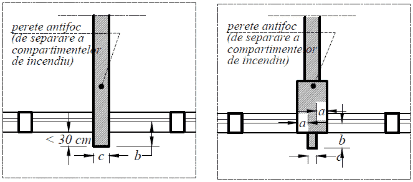 perete antifoc
(de separare a
compartimentelor
de incendiu)
< 30 cm
c
b
perete antifoc
(de separare a
compartimentelor
de incendiu)
a
a
b
c